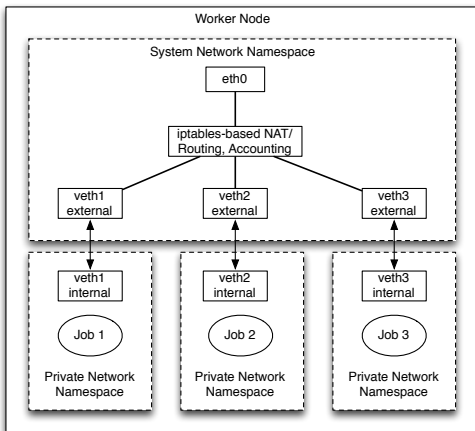 Worker Node
System Network Namespace
eth0
iptables-based NAT/
Routing, Accounting
veth1
external
veth2
external
veth3
external
veth1
internal
veth2
internal
veth3
internal
Job 1
Job 2
Job 3
Private Network
Namespace
Private Network
Namespace
Private Network
Namespace